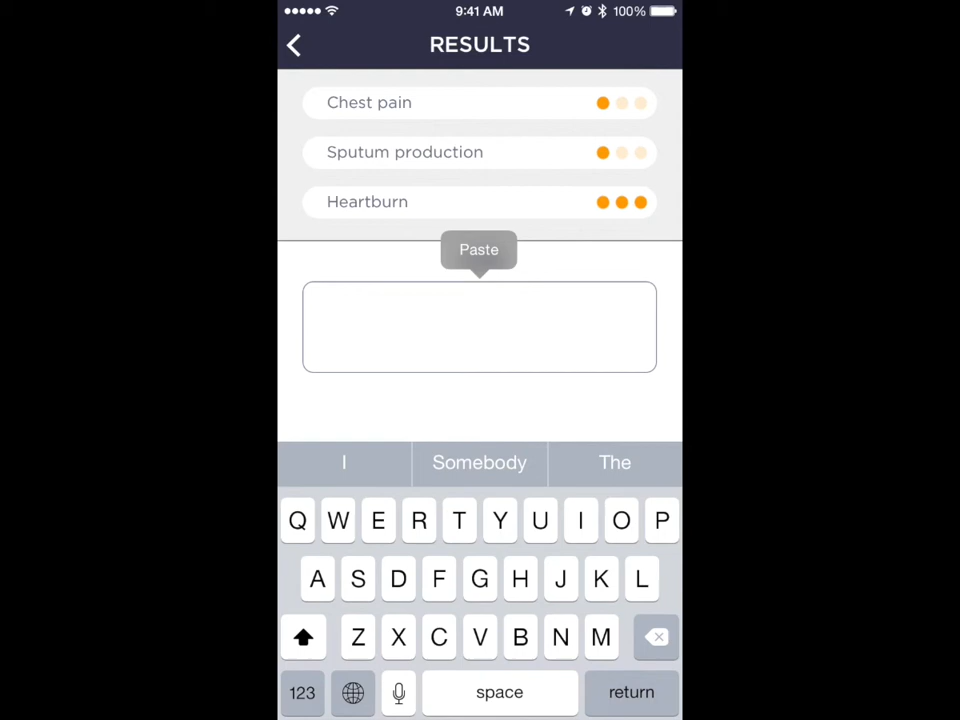 9:41 AM 100%
RESULTS
Chest pain
Sputum production
Heartburn
Paste
I Somebody The
Q W E R T Y U I O P
A S D F G H J K L
Z X C V B N M
123 space return